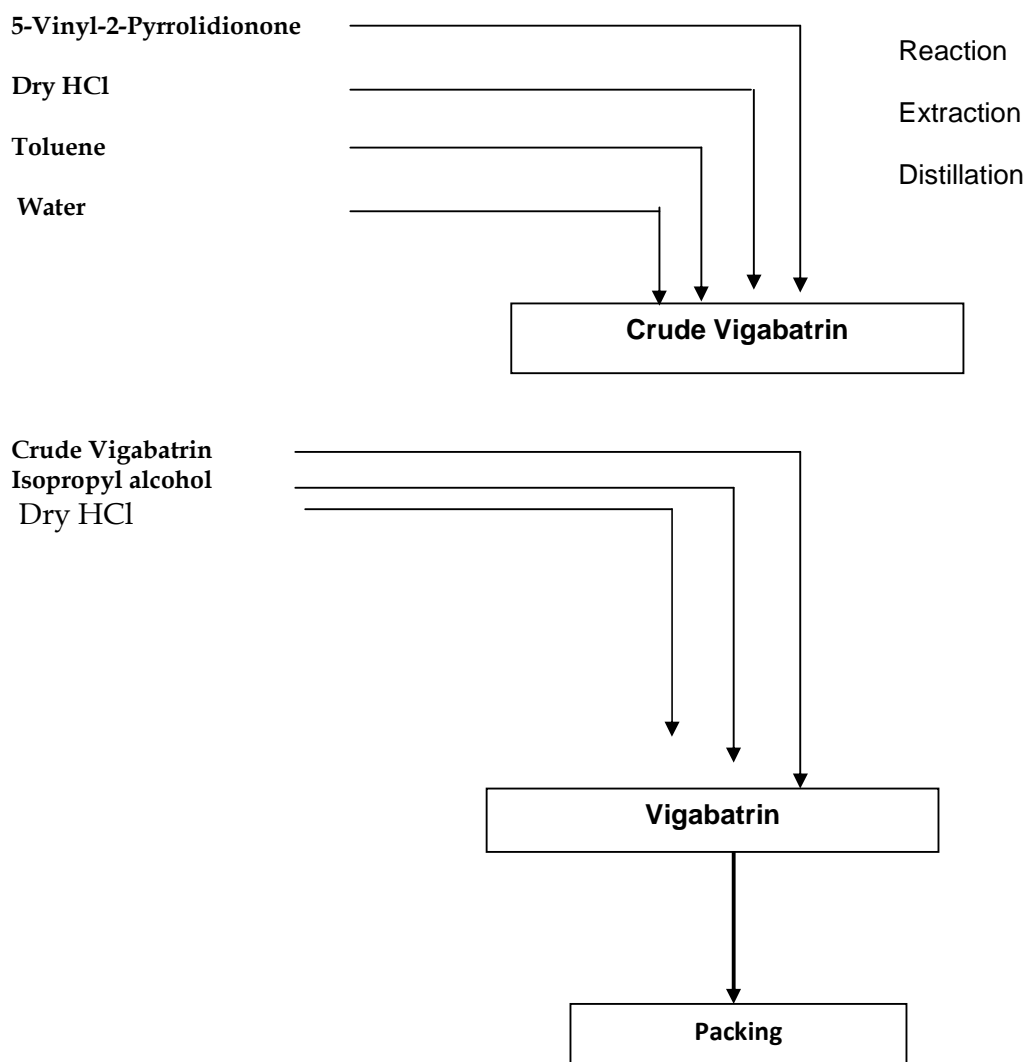 5-Vinyl-2-Pyrrolidionone
Dry HCl
Toluene
Water
Reaction
Extraction
Distillation
Crude Vigabatrin
Crude Vigabatrin
Isopropyl alcohol
Dry HCl
Vigabatrin
Packing